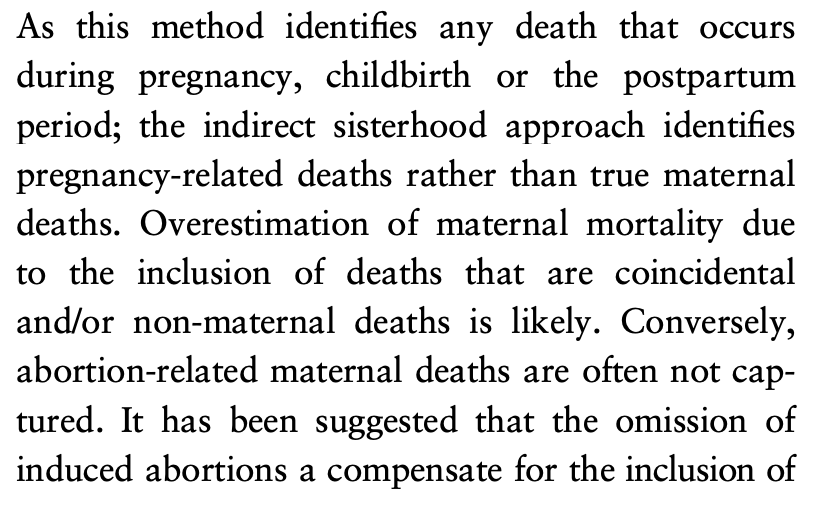 As this method identifies any death that occurs
during pregnancy, childbirth or the postpartum
period; the indirect sisterhood approach identifies
pregnancy-related deaths rather than true maternal
deaths. Overestimation of maternal mortality due
to the inclusion of deaths that are coincidental
and/or non-maternal deaths is likely. Conversely,
abortion-related maternal deaths are often not cap-
tured. It has been suggested that the omission of
induced abortions a compensate for the inclusion of